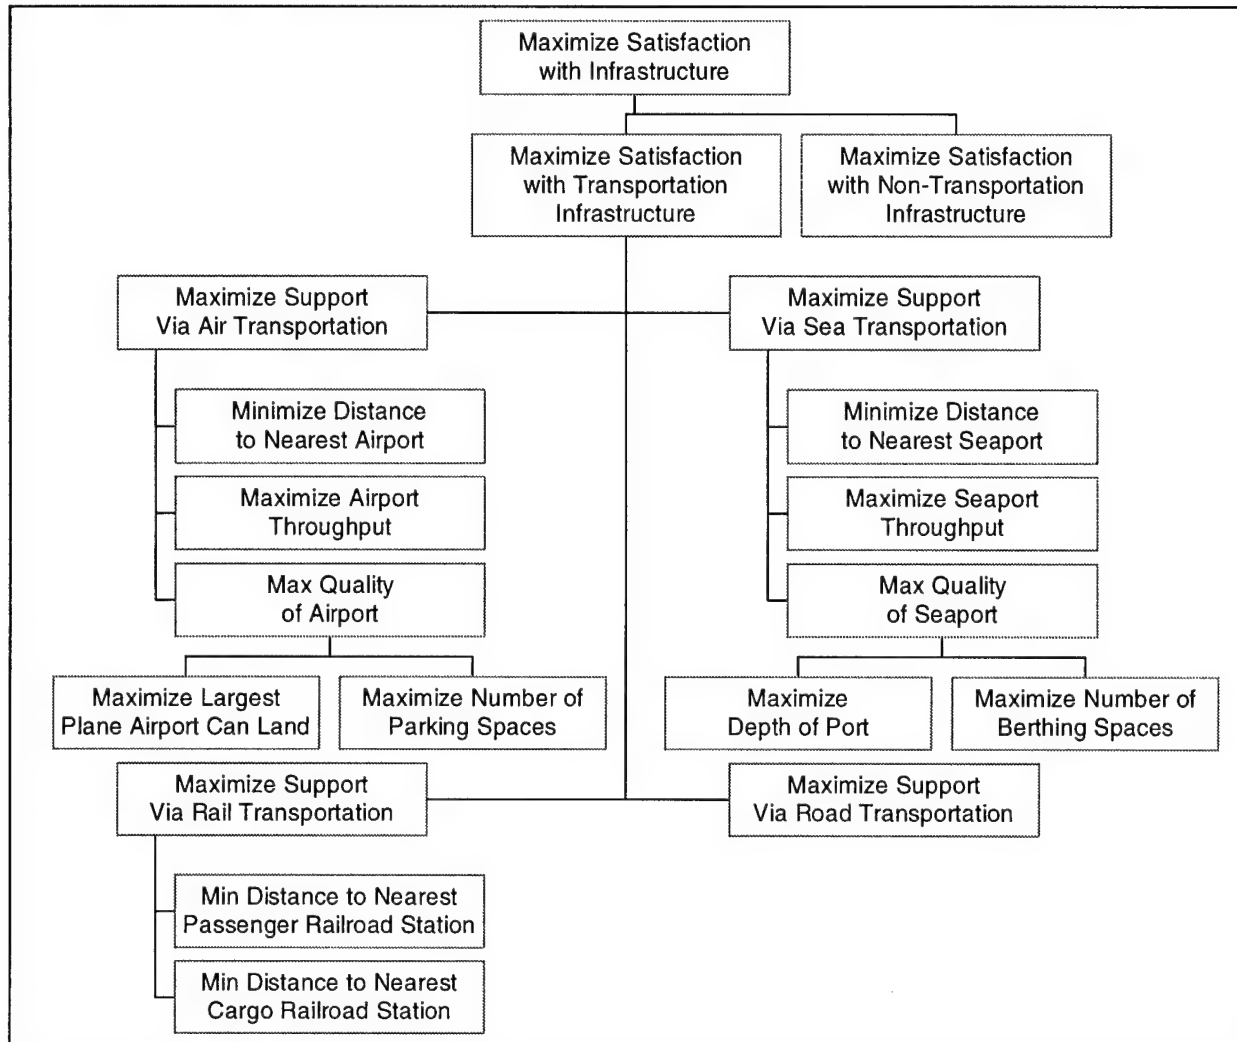 Maximize Satisfaction
with Infrastructure
Maximize Satisfaction
with Transportation
Infrastructure
Maximize Satisfaction
with Non-Transportation
Infrastructure
Maximize Support
Via Air Transportation
Maximize Support
Via Sea Transportation
Minimize Distance
to Nearest Airport
Maximize Airport
Throughput
Max Quality
of Airport
Minimize Distance
to Nearest Seaport
Maximize Seaport
Throughput
Max Quality
of Seaport
Maximize Largest
Plane Airport Can Land
Maximize Number of
Parking Spaces
Maximize
Depth of Port
Maximize Number of
Berthing Spaces
Maximize Support
Via Rail Transportation
Maximize Support
Via Road Transportation
Min Distance to Nearest
Passenger Railroad Station
Min Distance to Nearest
Cargo Railroad Station